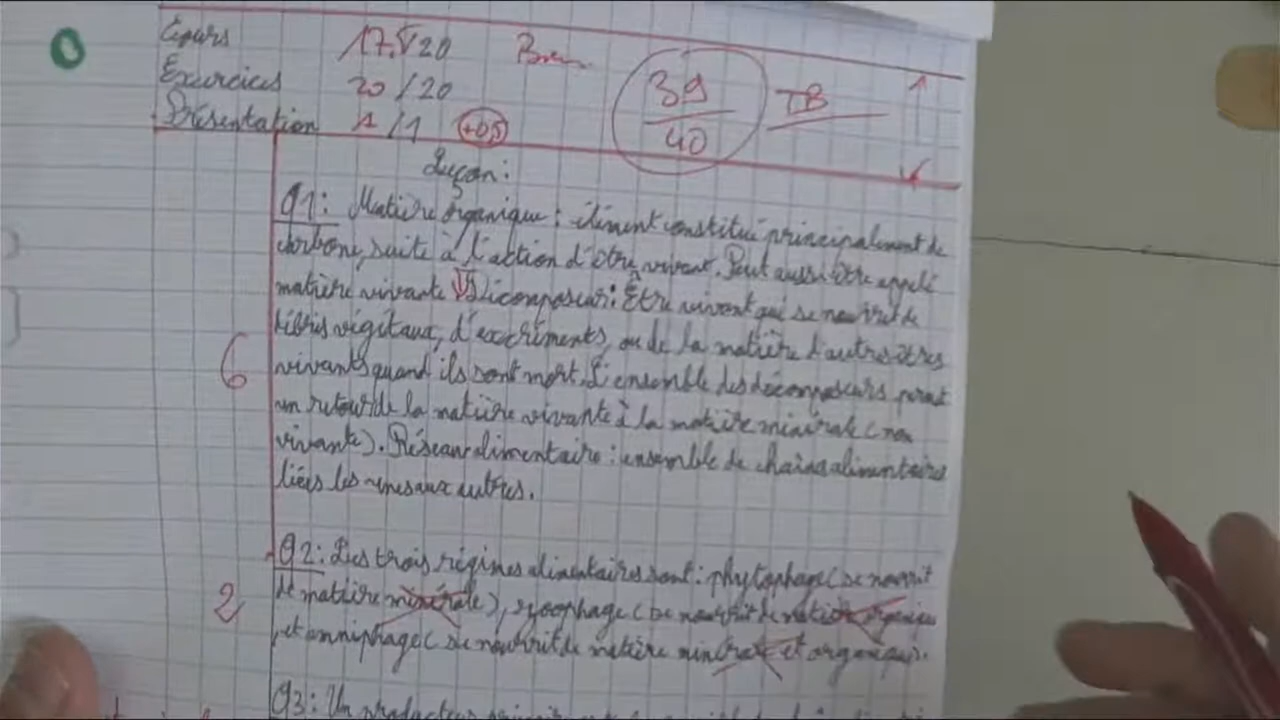 Cours 17.5/20 Bien 39/40 TB
Exercices 20/20
Présentation 1/1 +0,5
Leçon:
Q1: Matière organique : élément constitué principalement de
carbone, suite à l'action d'être vivant. Peut aussi être appelé
matière vivante Décomposeur: Être vivant qui se nourrit de
débris végétaux, d'excréments, ou de la matière d'autres êtres
6 vivants quand ils sont mort. L'ensemble des décomposeurs permet
un retour de la matière vivante à la matière minérale (non
vivante). Réseau alimentaire : ensemble de chaines alimentaires
liées les unes aux autres.
Q2: Les trois régimes alimentaires sont : phytophage (se nourrit
2 de matière minérale), zoophage (se nourrit de matière organique
, et omniphage (se nourrit de matière minérale et organique).
Q3: Un producteur